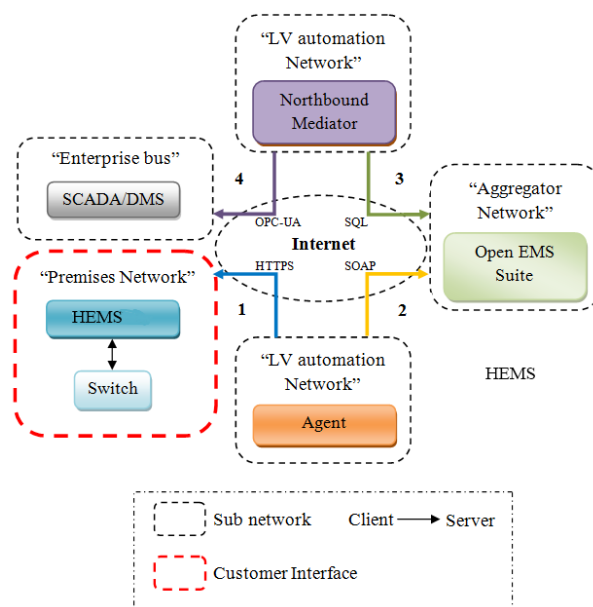 “LV automation
Network”
Northbound
Mediator
“Enterprise bus”
SCADA/DMS
4
3
“Aggregator
Network”
Open EMS
Suite
OPC-UA
SQL
Internet
HTTPS
SOAP
“Premises Network”
HEMS
Switch
1
2
“LV automation
Network”
Agent
HEMS
Sub network
Client
Server
Customer Interface